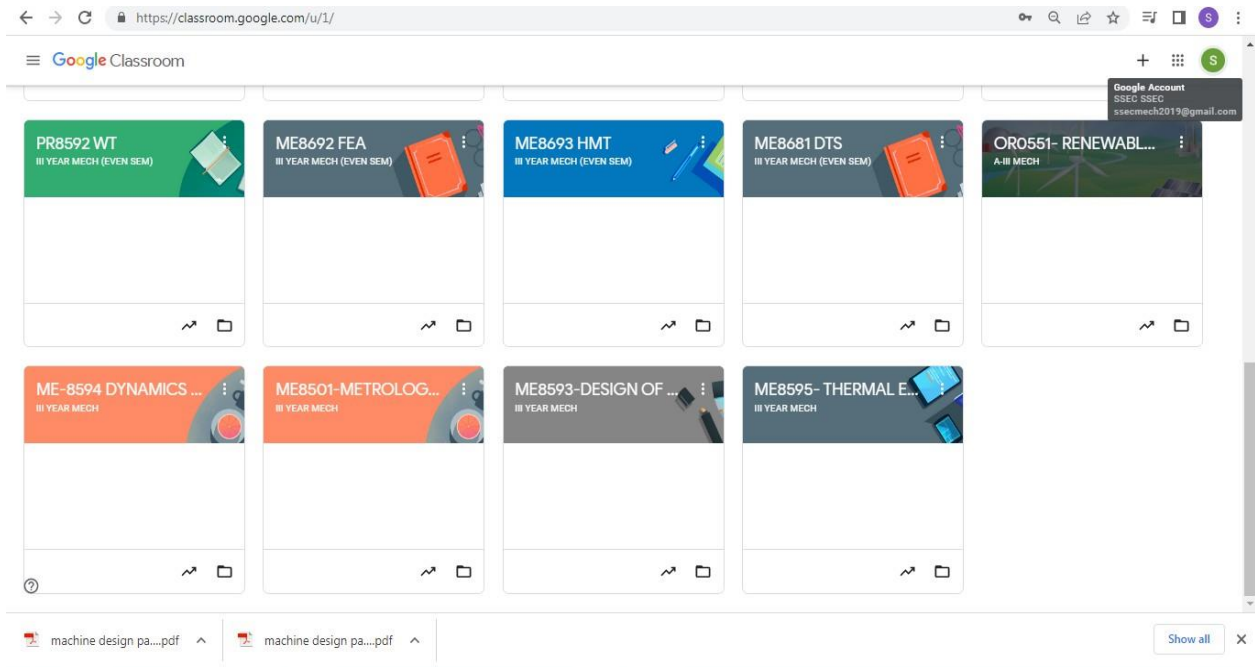 https://classroom.google.com/u/1/
S
Google Classroom
S
Google Account
SSEC SSEC
ssecmech2019@gmail.com
PR8592 WT
III YEAR MECH (EVEN SEM)
ME8692 FEA
III YEAR MECH (EVEN SEM)
ME8693 HMT
III YEAR MECH (EVEN SEM)
ME8681 DTS
III YEAR MECH (EVEN SEM)
ORO551- RENEWABL...
A-III MECH
ME-8594 DYNAMICS ...
III YEAR MECH
ME8501-METROLOG...
III YEAR MECH
ME8593-DESIGN OF ...
III YEAR MECH
ME8595- THERMAL E...
III YEAR MECH
machine design pa....pdf
machine design pa....pdf
Show all